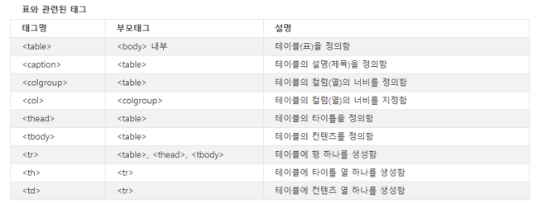 표와 관련된 태그
태그명 부모태그 설명
<table> <body> 내부 테이블(표)을 정의함
<caption> <table> 테이블의 설명(제목)을 정의함
<colgroup> <table> 테이블의 컬럼(열)의 너비를 정의함
<col> <colgroup> 테이블의 컬럼(열)의 너비를 지정함
<thead> <table> 테이블의 타이틀을 정의함
<tbody> <table> 테이블의 컨텐츠를 정의함
<tr> <table>, <thead>, <tbody> 테이블에 행 하나를 생성함
<th> <tr> 테이블에 타이틀 열 하나를 생성함
<td> <tr> 테이블에 컨텐츠 열 하나를 생성함